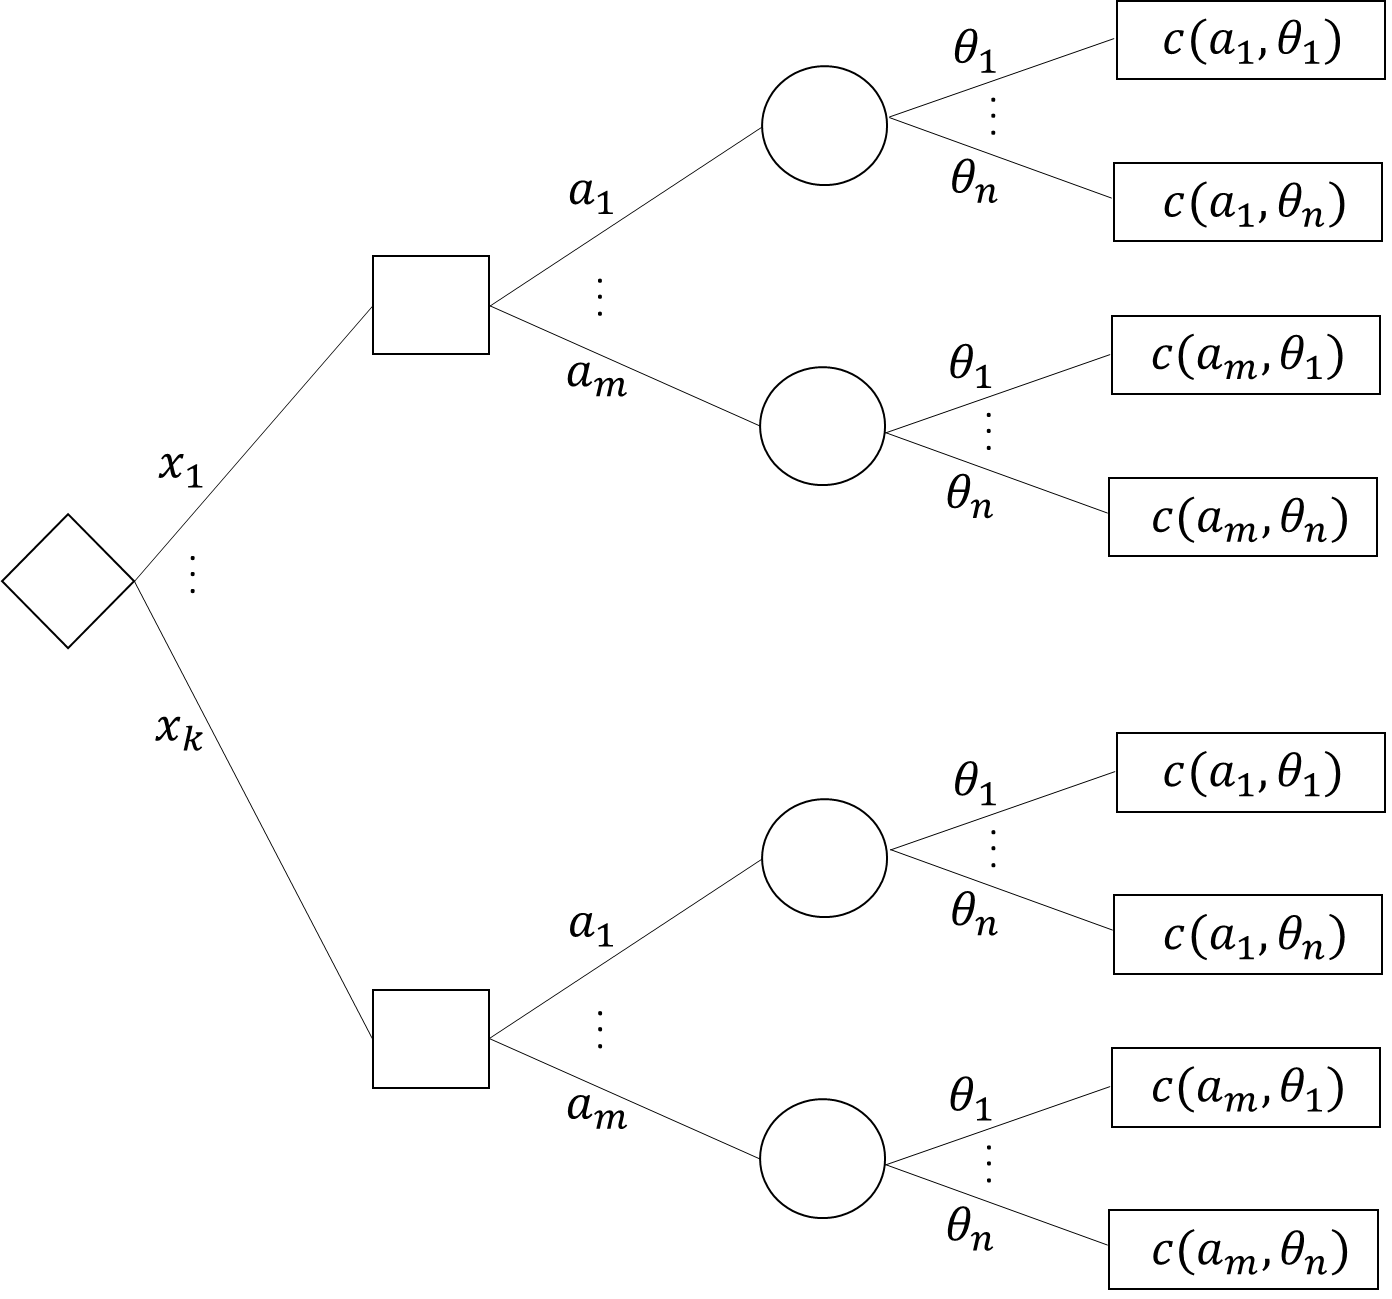 θ₁
c(a₁, θ₁)
⋮
θₙ
c(a₁, θₙ)
a₁
⋮
aₘ
θ₁
c(aₘ, θ₁)
⋮
θₙ
c(aₘ, θₙ)
x₁
⋮
xₖ
θ₁
c(a₁, θ₁)
⋮
θₙ
c(a₁, θₙ)
a₁
⋮
aₘ
θ₁
c(aₘ, θ₁)
⋮
θₙ
c(aₘ, θₙ)